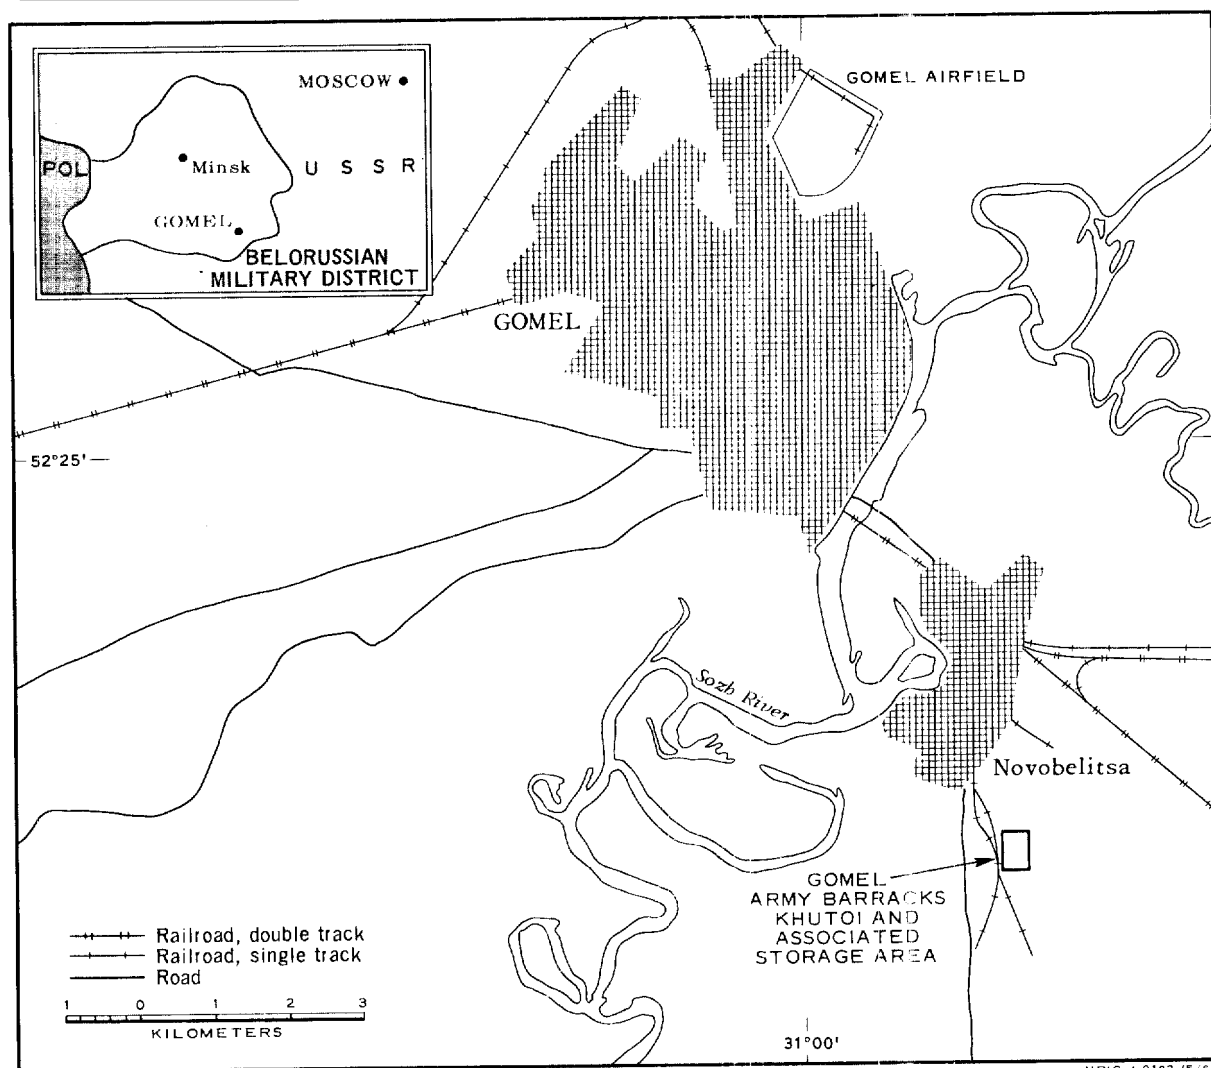 MOSCOW
POL
Minsk
U S S R
GOMEL
BELORUSSIAN
MILITARY DISTRICT
GOMEL AIRFIELD
GOMEL
52°25'
Sozh River
Novobelitsa
GOMEL
ARMY BARRACKS
KHUTOI AND
ASSOCIATED
STORAGE AREA
Railroad, double track
Railroad, single track
Road
1 0 1 2 3
KILOMETERS
31°00'